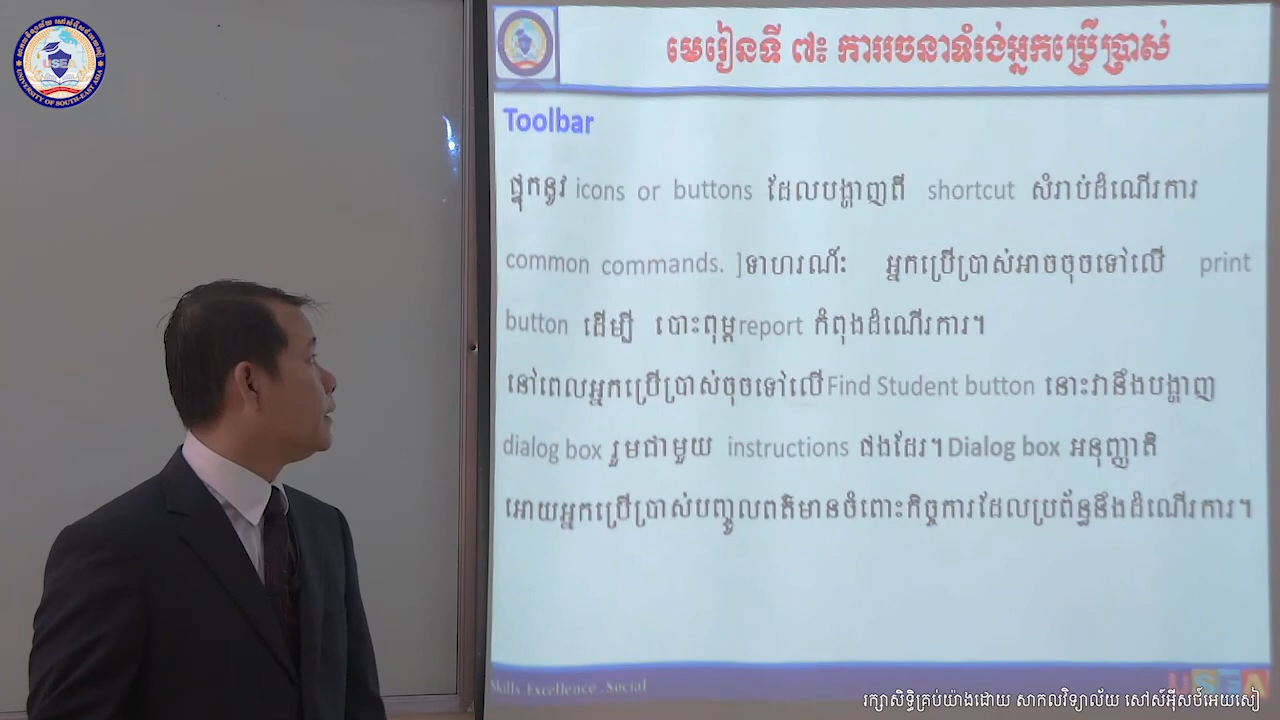 USE
UNIVERSITY OF SOUTH-EAST ASIA
មេរៀនទី ៧៖ ការរចនាទំរង់អ្នកប្រើប្រាស់
Toolbar
ផ្ទុកនូវ icons or buttons ដែលបង្ហាញពី shortcut សំរាប់ដំណើរការ
common commands. ]ទាហរណ៍៖ អ្នកប្រើប្រាស់អាចចុចទៅលើ print
button ដើម្បី បោះពុម្ព report កំពុងដំណើរការ។
នៅពេលអ្នកប្រើប្រាស់ចុចទៅលើ Find Student button នោះវានឹងបង្ហាញ
dialog box រួមជាមួយ instructions ផងដែរ។ Dialog box អនុញ្ញាតិ
អោយអ្នកប្រើប្រាស់បញ្ចូលពត៌មានចំពោះកិច្ចការដែលប្រព័ន្ធនឹងដំណើរការ។
Skills . Excellence . Social
រក្សាសិទ្ធិគ្រប់យ៉ាងដោយ សាកលវិទ្យាល័យ សៅស៍អ៊ីសថ៍អេយសៀ